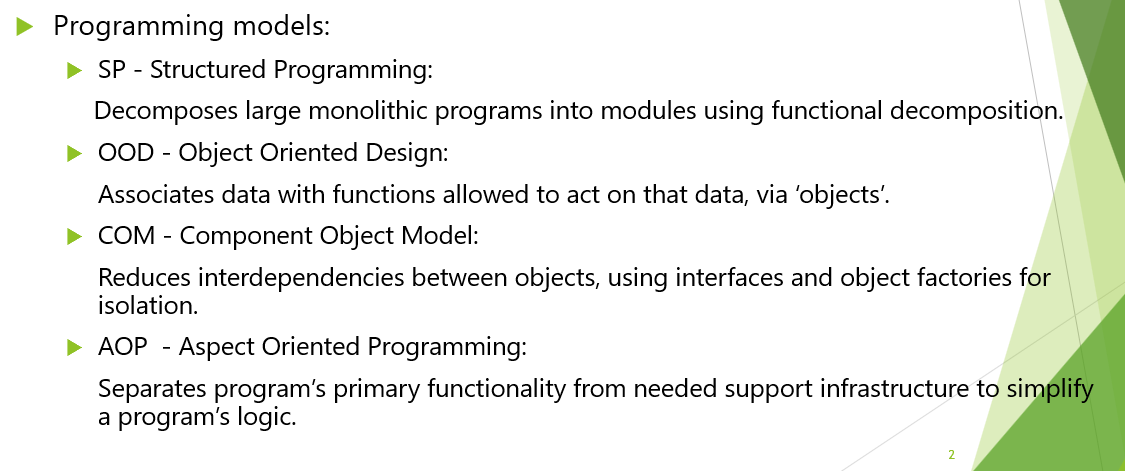 Programming models:
SP - Structured Programming:
Decomposes large monolithic programs into modules using functional decomposition.
OOD - Object Oriented Design:
Associates data with functions allowed to act on that data, via ‘objects’.
COM - Component Object Model:
Reduces interdependencies between objects, using interfaces and object factories for
isolation.
AOP  - Aspect Oriented Programming:
Separates program’s primary functionality from needed support infrastructure to simplify
a program’s logic.
2